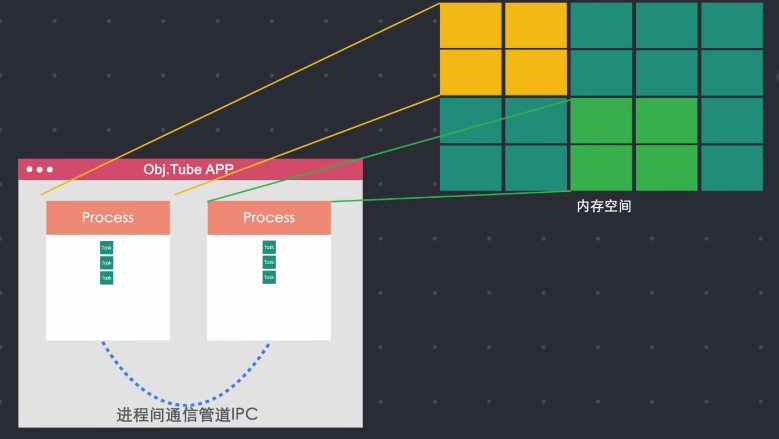 Obj.Tube APP
Process
Process
Task
Task
Task
Task
Task
Task
内存空间
进程间通信管道IPC